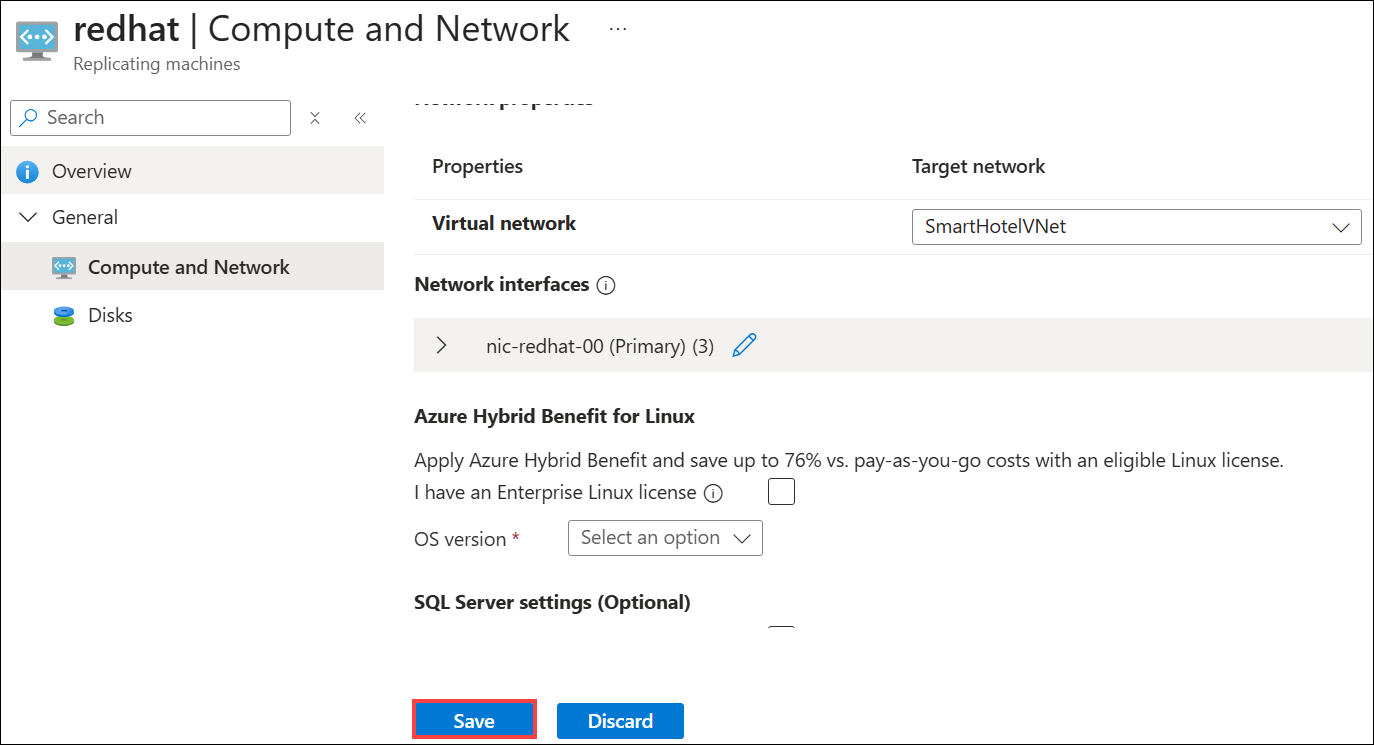 redhat | Compute and Network ...
Replicating machines
Search
Overview
General
Compute and Network
Disks
Network properties
Properties Target network
Virtual network SmartHotelVNet
Network interfaces
nic-redhat-00 (Primary) (3)
Azure Hybrid Benefit for Linux
Apply Azure Hybrid Benefit and save up to 76% vs. pay-as-you-go costs with an eligible Linux license.
I have an Enterprise Linux license
OS version * Select an option
SQL Server settings (Optional)
Save Discard